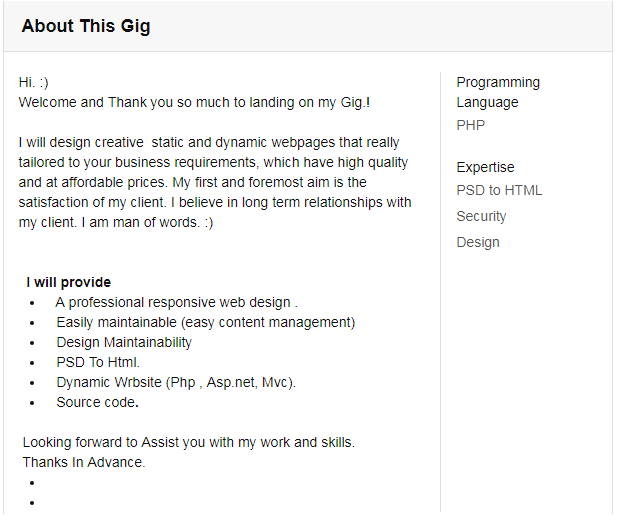 About This Gig
Hi. :)
Welcome and Thank you so much to landing on my Gig.!
I will design creative  static and dynamic webpages that really
tailored to your business requirements, which have high quality
and at affordable prices. My first and foremost aim is the
satisfaction of my client. I believe in long term relationships with
my client. I am man of words. :)
I will provide
• A professional responsive web design .
• Easily maintainable (easy content management)
• Design Maintainability
• PSD To Html.
• Dynamic Wrbsite (Php , Asp.net, Mvc).
• Source code.
Looking forward to Assist you with my work and skills.
Thanks In Advance.
•
•
Programming
Language
PHP
Expertise
PSD to HTML
Security
Design